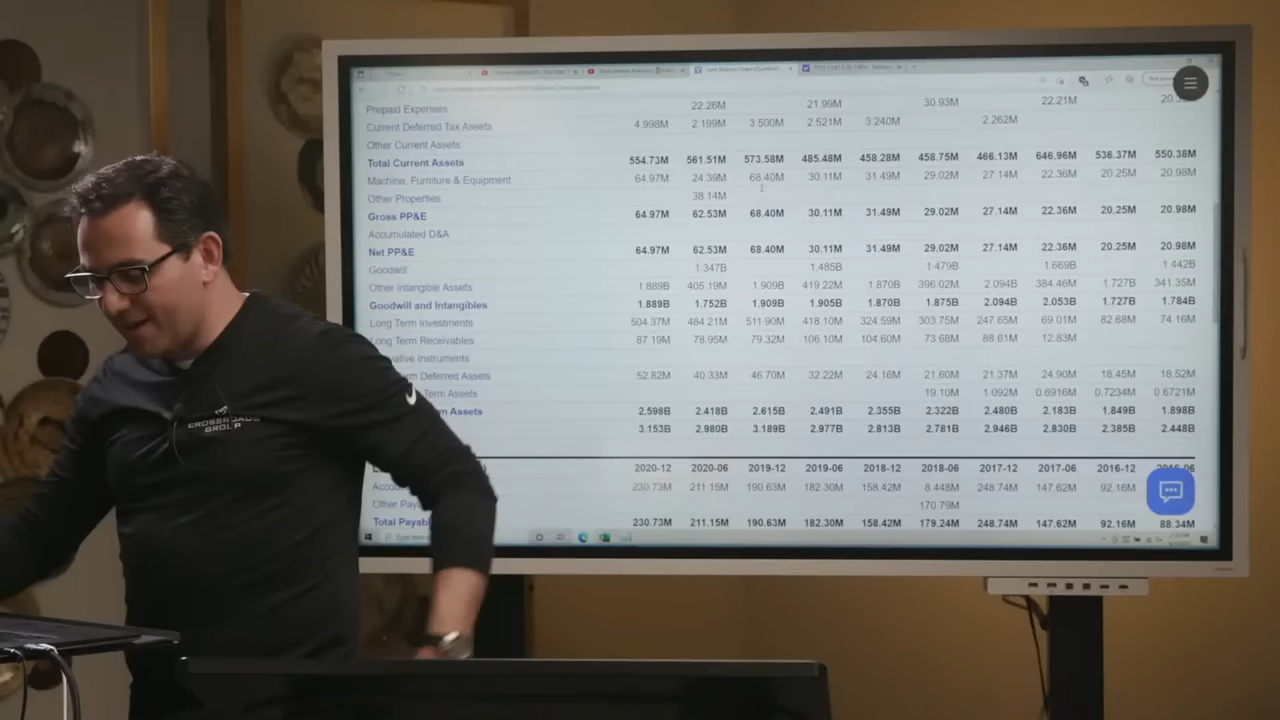 Prepaid Expenses 22.26M 21.99M 30.93M 22.21M
Current Deferred Tax Assets 4.998M 2.199M 3.500M 2.521M 3.240M 2.262M
Other Current Assets
Total Current Assets 554.73M 561.51M 573.58M 485.48M 458.28M 458.75M 466.13M 646.96M 536.37M 550.38M
Machine, Furniture & Equipment 64.97M 24.39M 68.40M 30.11M 31.49M 29.02M 27.14M 22.36M 20.25M 20.98M
Other Properties 38.14M
Gross PP&E 64.97M 62.53M 68.40M 30.11M 31.49M 29.02M 27.14M 22.36M 20.25M 20.98M
Accumulated D&A
Net PP&E 64.97M 62.53M 68.40M 30.11M 31.49M 29.02M 27.14M 22.36M 20.25M 20.98M
Goodwill 1.347B 1.485B 1.479B 1.669B 1.442B
Other Intangible Assets 1.889B 405.19M 1.909B 419.22M 1.870B 396.02M 2.094B 384.46M 1.727B 341.35M
Goodwill and Intangibles 1.889B 1.752B 1.909B 1.905B 1.870B 1.875B 2.094B 2.053B 1.727B 1.784B
Long Term Investments 504.37M 484.21M 511.90M 418.10M 324.59M 303.75M 247.65M 69.01M 82.68M 74.16M
Long Term Receivables 87.19M 78.95M 79.32M 106.10M 104.60M 73.68M 88.61M 12.83M
ative Instruments
rm Deferred Assets 52.82M 40.33M 46.70M 32.22M 24.16M 21.60M 21.37M 24.90M 18.45M 18.52M
Term Assets 19.10M 1.092M 0.6916M 0.7234M 0.6721M
m Assets 2.598B 2.418B 2.615B 2.491B 2.355B 2.322B 2.480B 2.183B 1.849B 1.898B
3.153B 2.980B 3.189B 2.977B 2.813B 2.781B 2.946B 2.830B 2.385B 2.448B
2020-12 2020-06 2019-12 2019-06 2018-12 2018-06 2017-12 2017-06 2016-12 2016-06
Acco 230.73M 211.15M 190.63M 182.30M 158.42M 8.448M 248.74M 147.62M 92.16M
Other Pay 170.79M
Total Payab 230.73M 211.15M 190.63M 182.30M 158.42M 179.24M 248.74M 147.62M 92.16M 88.34M
CROSSROADS
GROUP